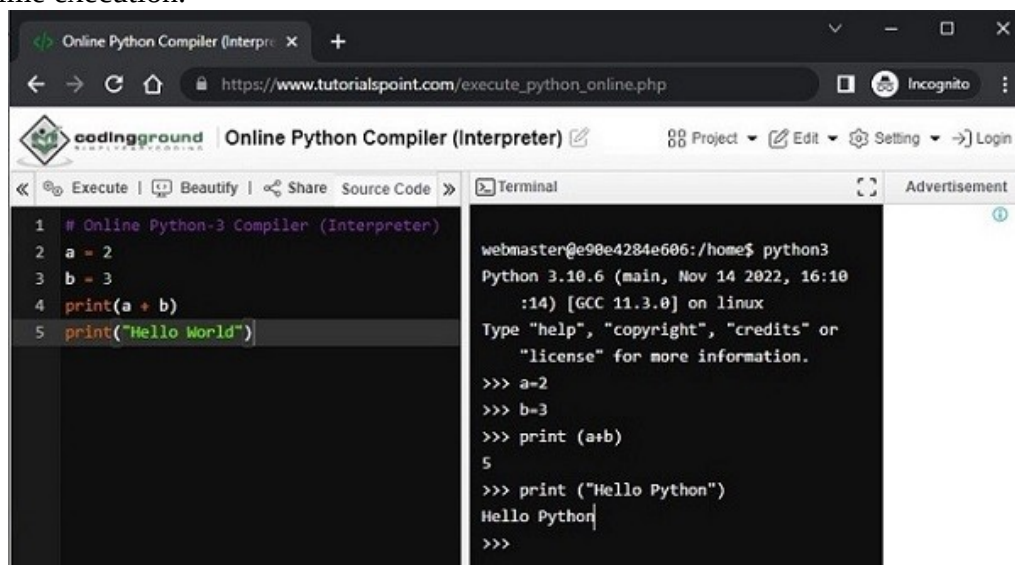 Online Python Compiler (Interpre
https://www.tutorialspoint.com/execute_python_online.php
Incognito
codingground
SIMPLY EASY CODING
Online Python Compiler (Interpreter)
Project
Edit
Setting
Login
Execute | Beautify | Share Source Code
Terminal
Advertisement
1 # Online Python-3 Compiler (Interpreter)
2 a = 2
3 b = 3
4 print(a + b)
5 print("Hello World")
webmaster@e90e4284e606:/home$ python3
Python 3.10.6 (main, Nov 14 2022, 16:10
:14) [GCC 11.3.0] on linux
Type "help", "copyright", "credits" or
"license" for more information.
>>> a=2
>>> b=3
>>> print (a+b)
5
>>> print ("Hello Python")
Hello Python
>>>